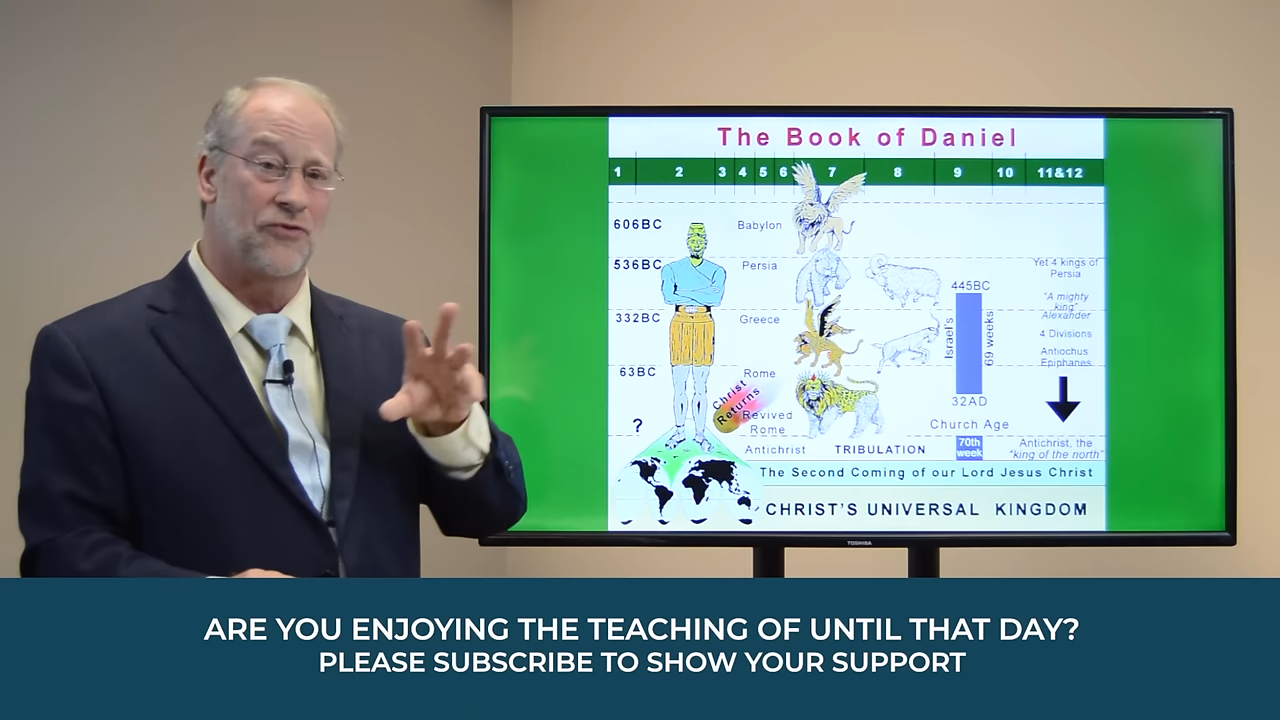 The Book of Daniel
1 2 3 4 5 6 7 8 9 10 11&12
606BC
Babylon
536BC
Persia
Yet 4 kings of
Persia
445BC
"A mighty
king"
Alexander
332BC
Greece
Israel's
69 weeks
4 Divisions
Antiochus
Epiphanes
63BC
Rome
Christ
Returns
32AD
?
Revived
Rome
Church Age
Antichrist
TRIBULATION
70th
week
Antichrist, the
"king of the north"
The Second Coming of our Lord Jesus Christ
CHRIST'S UNIVERSAL KINGDOM
TOSHIBA
ARE YOU ENJOYING THE TEACHING OF UNTIL THAT DAY?
PLEASE SUBSCRIBE TO SHOW YOUR SUPPORT